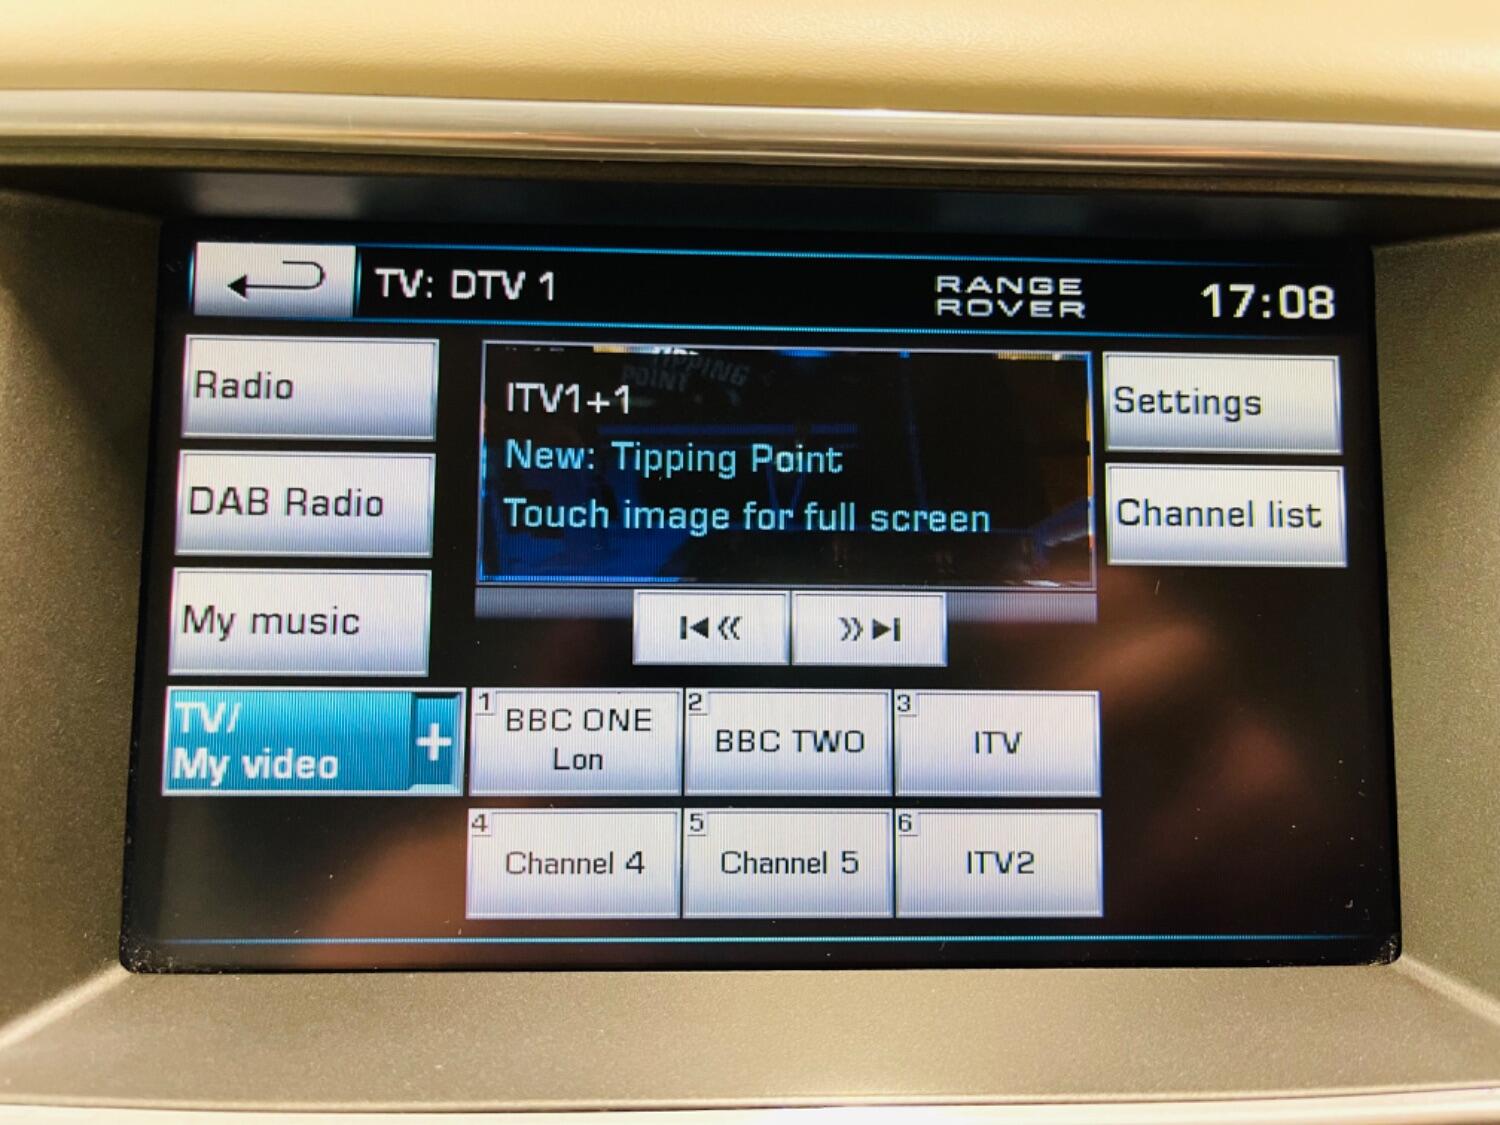 TV: DTV 1
RANGE
ROVER
17:08
Radio
DAB Radio
My music
TV/
My video
+
TIPPING
POINT
ITV1+1
New: Tipping Point
Touch image for full screen
Settings
Channel list
1
BBC ONE
Lon
2
BBC TWO
3
ITV
4
Channel 4
5
Channel 5
6
ITV2